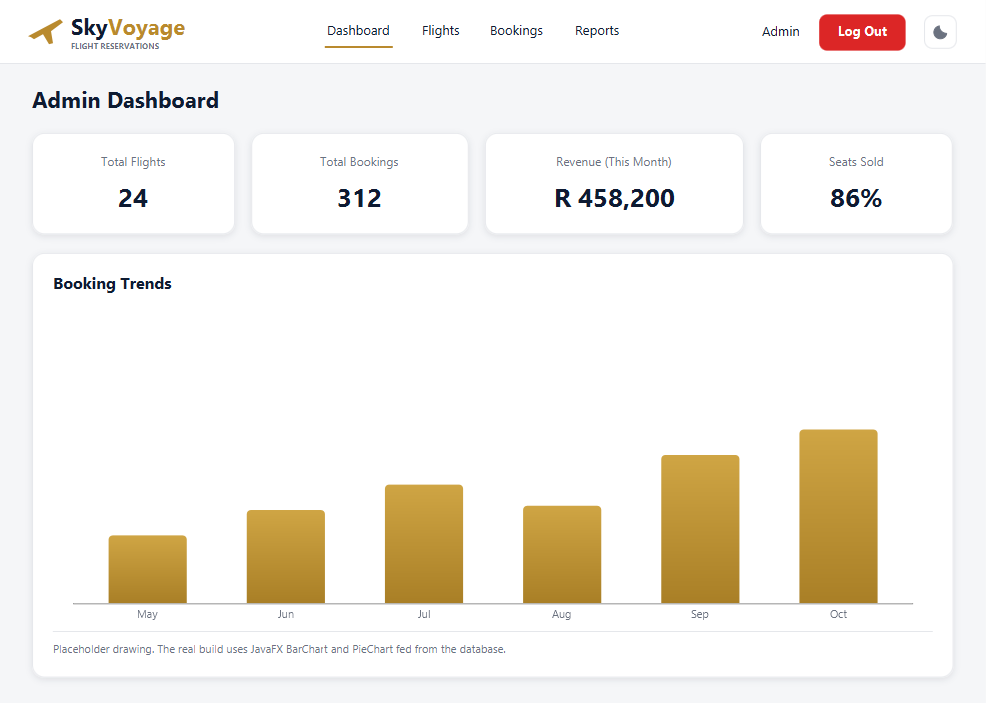 SkyVoyage
FLIGHT RESERVATIONS
Dashboard Flights Bookings Reports Admin Log Out
Admin Dashboard
Total Flights
24
Total Bookings
312
Revenue (This Month)
R 458,200
Seats Sold
86%
Booking Trends
May Jun Jul Aug Sep Oct
Placeholder drawing. The real build uses JavaFX BarChart and PieChart fed from the database.